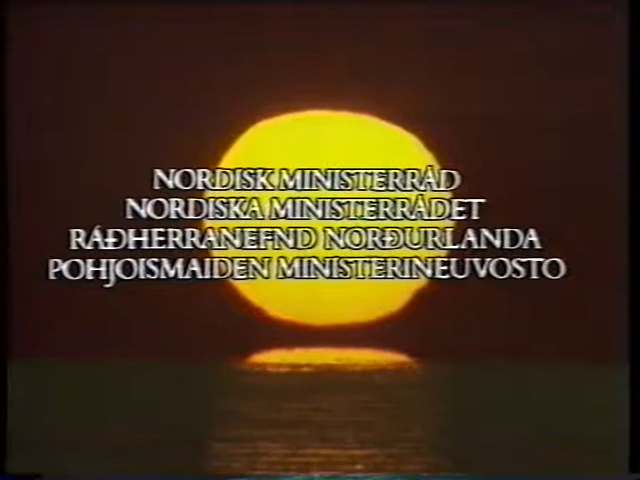 NORDISK MINISTERRÅD
NORDISKA MINISTERRÅDET
RÁÐHERRANEFND NORÐURLANDA
POHJOISMAIDEN MINISTERINEUVOSTO